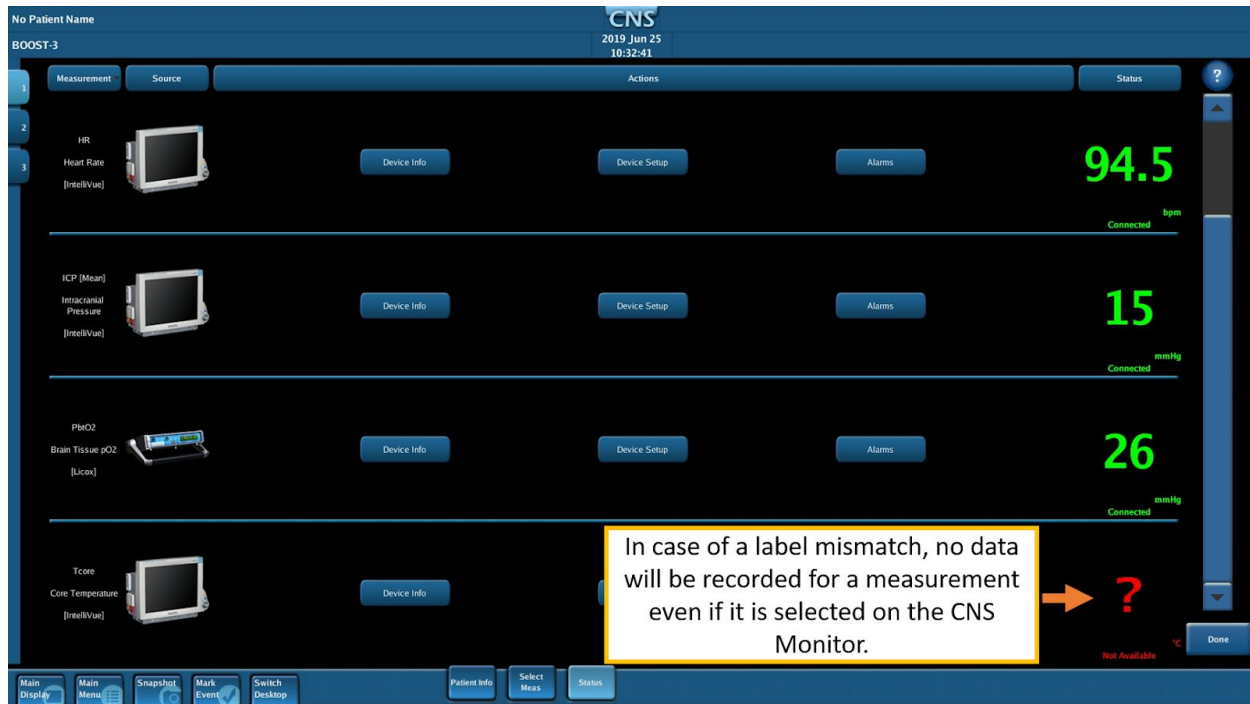 No Patient Name
CNS
BOOST-3
2019 Jun 25
10:32:41
Measurement
Source
Actions
Status
?
1
2
3
HR
Heart Rate
[IntelliVue]
Device Info
Device Setup
Alarms
94.5
bpm
Connected
ICP [Mean]
Intracranial
Pressure
[IntelliVue]
Device Info
Device Setup
Alarms
15
mmHg
Connected
PbtO2
Brain Tissue pO2
[Licox]
Device Info
Device Setup
Alarms
26
mmHg
Connected
Tcore
Core Temperature
[IntelliVue]
Device Info
In case of a label mismatch, no data
will be recorded for a measurement
even if it is selected on the CNS
Monitor.
?
°C
Not Available
Done
Main
Display
Main
Menu
Snapshot
Mark
Event
Switch
Desktop
Patient Info
Select
Meas
Status